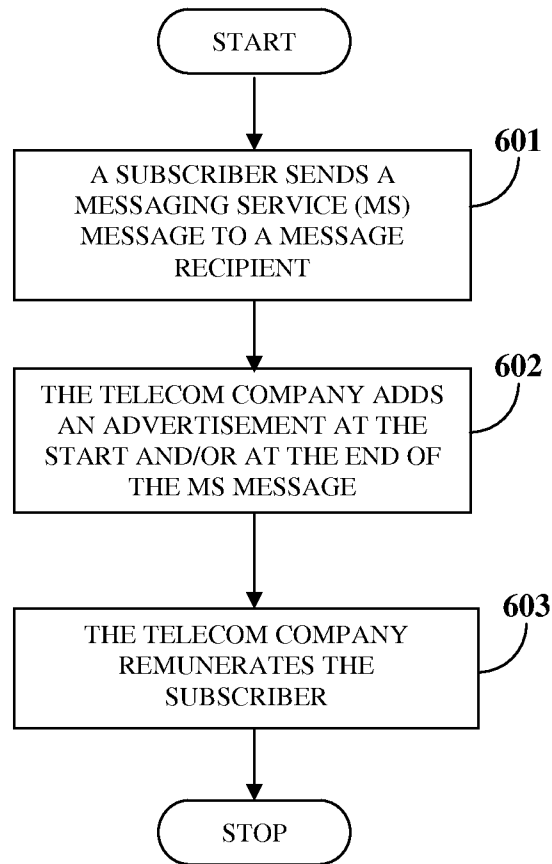 START
601
A SUBSCRIBER SENDS A
MESSAGING SERVICE (MS)
MESSAGE TO A MESSAGE
RECIPIENT
602
THE TELECOM COMPANY ADDS
AN ADVERTISEMENT AT THE
START AND/OR AT THE END OF
THE MS MESSAGE
603
THE TELECOM COMPANY
REMUNERATES THE
SUBSCRIBER
STOP